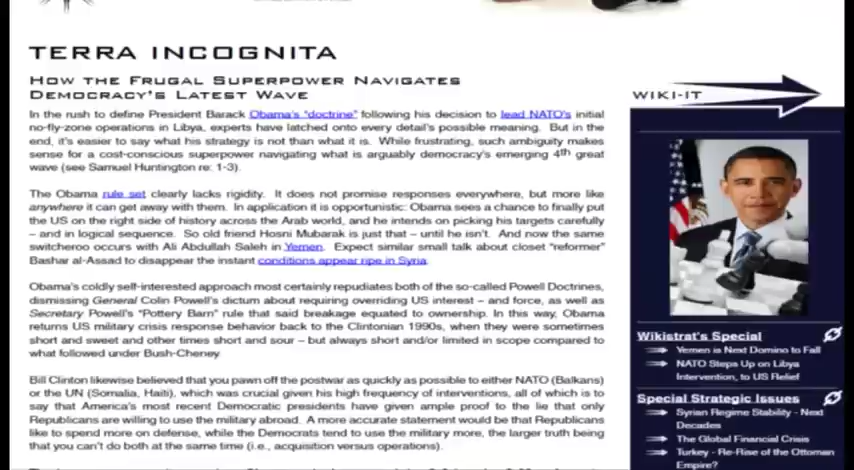 TERRA INCOGNITA
HOW THE FRUGAL SUPERPOWER NAVIGATES
DEMOCRACY'S LATEST WAVE
In the rush to define President Barack Obama's "doctrine" following his decision to lead NATO's initial
no-fly-zone operations in Libya, experts have latched onto every detail's possible meaning. But in the
end, it's easier to say what his strategy is not than what it is. While frustrating, such ambiguity makes
sense for a cost-conscious superpower navigating what is arguably democracy's emerging 4th great
wave (see Samuel Huntington re: 1-3).
The Obama rule set clearly lacks rigidity. It does not promise responses everywhere, but more like
anywhere it can get away with them. In application it is opportunistic: Obama sees a chance to finally put
the US on the right side of history across the Arab world, and he intends on picking his targets carefully
– and in logical sequence. So old friend Hosni Mubarak is just that – until he isn't. And now the same
switcheroo occurs with Ali Abdullah Saleh in Yemen. Expect similar small talk about closet "reformer"
Bashar al-Assad to disappear the instant conditions appear ripe in Syria.
Obama's coldly self-interested approach most certainly repudiates both of the so-called Powell Doctrines,
dismissing General Colin Powell's dictum about requiring overriding US interest – and force, as well as
Secretary Powell's "Pottery Barn" rule that said breakage equated to ownership. In this way, Obama
returns US military crisis response behavior back to the Clintonian 1990s, when they were sometimes
short and sweet and other times short and sour – but always short and/or limited in scope compared to
what followed under Bush-Cheney
Bill Clinton likewise believed that you pawn off the postwar as quickly as possible to either NATO (Balkans)
or the UN (Somalia, Haiti), which was crucial given his high frequency of interventions, all of which is to
say that America's most recent Democratic presidents have given ample proof to the lie that only
Republicans are willing to use the military abroad. A more accurate statement would be that Republicans
like to spend more on defense, while the Democrats tend to use the military more, the larger truth being
that you can't do both at the same time (i.e., acquisition versus operations).
WIKI-IT
Wikistrat's Special
Yemen is Next Domino to Fall
NATO Steps Up on Libya
Intervention, to US Relief
Special Strategic Issues
Syrian Regime Stability - Next
Decades
The Global Financial Crisis
Turkey - Re-Rise of the Ottoman
Empire?